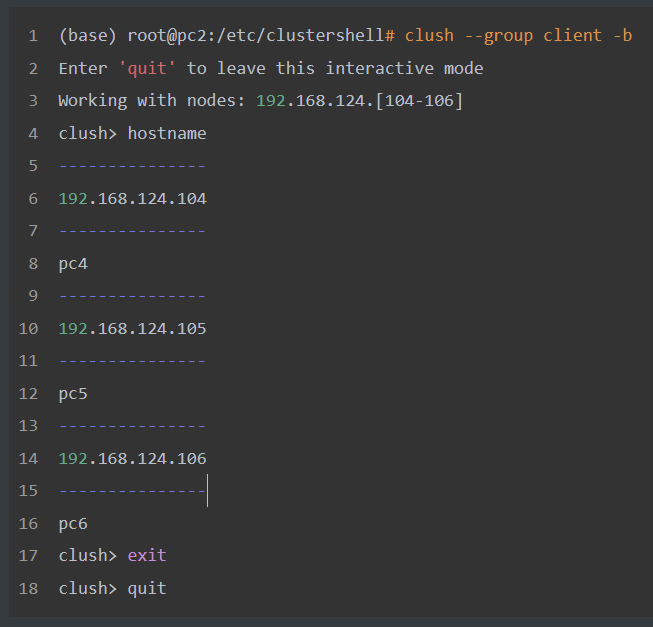 1 (base) root@pc2:/etc/clustershell# clush --group client -b
2 Enter 'quit' to leave this interactive mode
3 Working with nodes: 192.168.124.[104-106]
4 clush> hostname
5 ---------------
6 192.168.124.104
7 ---------------
8 pc4
9 ---------------
10 192.168.124.105
11 ---------------
12 pc5
13 ---------------
14 192.168.124.106
15 ---------------
16 pc6
17 clush> exit
18 clush> quit